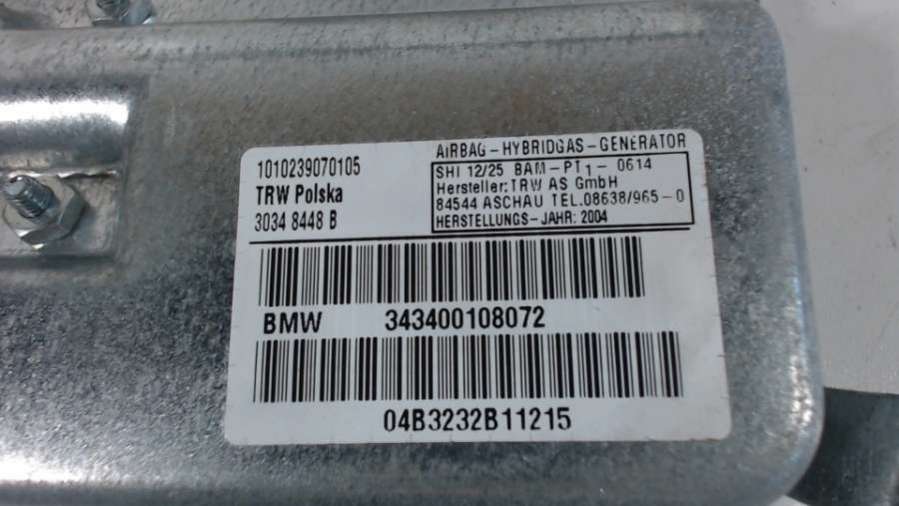 1010239070105
TRW Polska
3034 8448 B
AIRBAG-HYBRIDGAS-GENERATOR
SHI 12/25 BAM-PT1-0614
Hersteller: TRW AS GmbH
84544 ASCHAU TEL.08638/965-0
HERSTELLUNGS-JAHR: 2004
BMW 343400108072
04B3232B11215